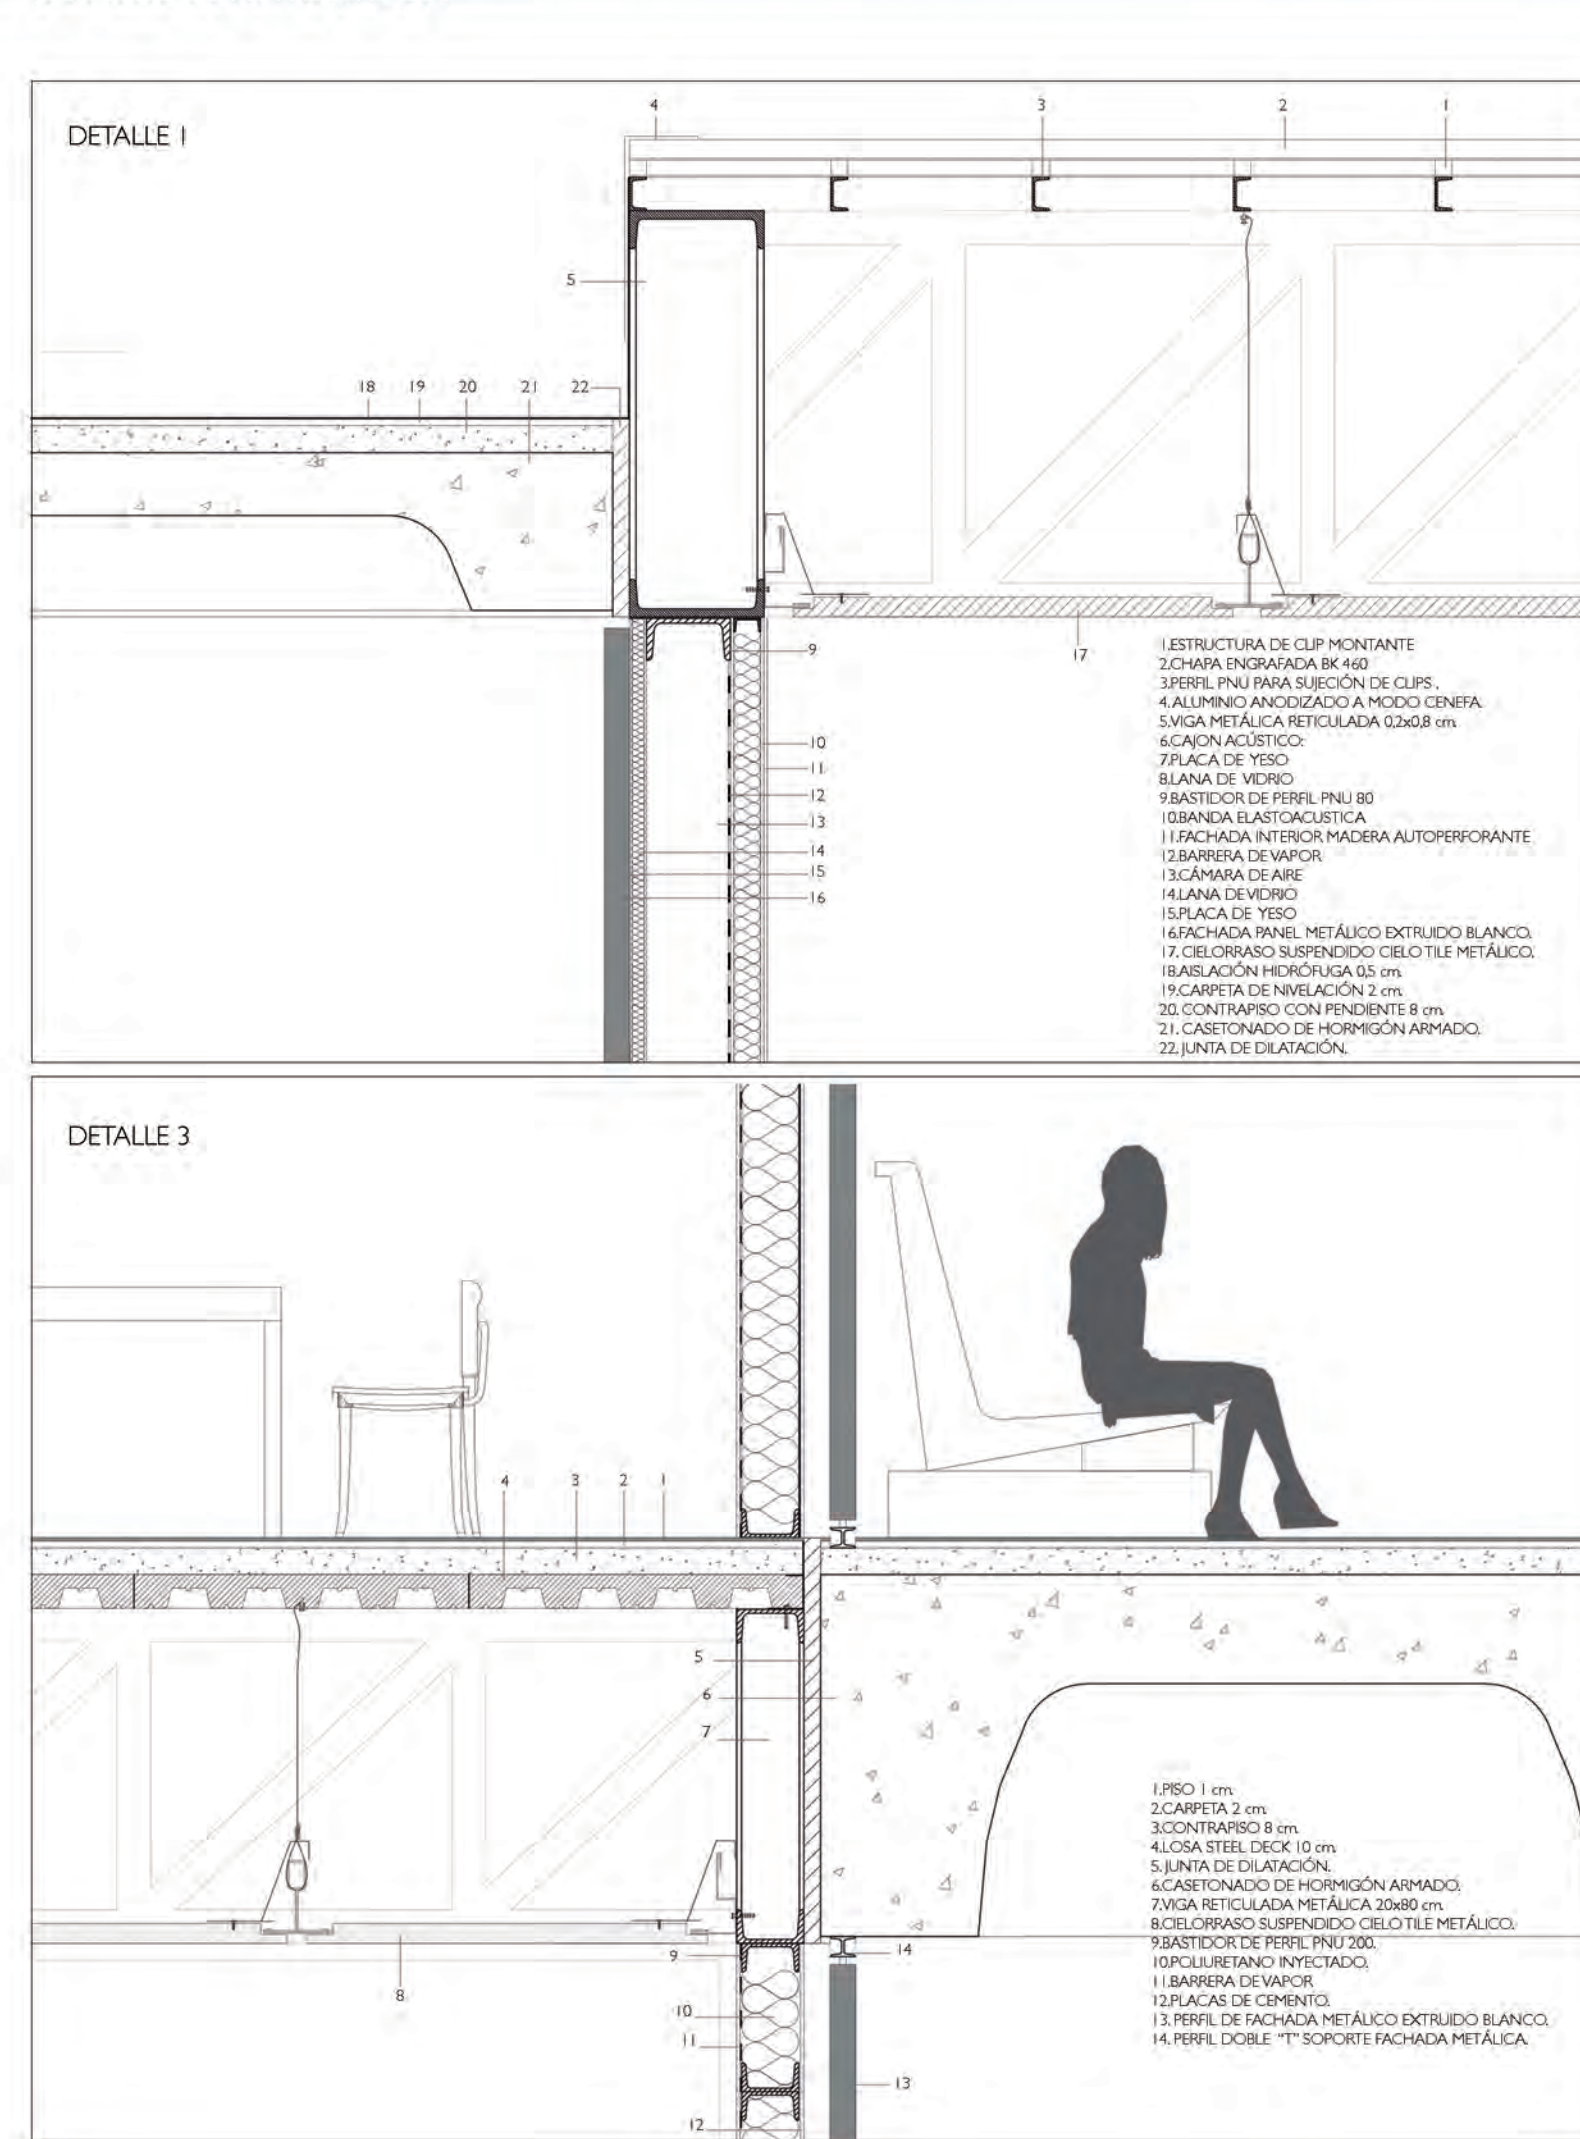 DETALLE 1
4 3 2 1
5
18 19 20 21 22
9
17
10
11
12
13
14
15
16
1.ESTRUCTURA DE CLIP MONTANTE
2.CHAPA ENGRAFADA BK 460
3.PERFIL PNU PARA SUJECIÓN DE CLIPS .
4. ALUMINIO ANODIZADO A MODO CENEFA.
5.VIGA METÁLICA RETICULADA 0,2x0,8 cm.
6.CAJON ACÚSTICO:
7.PLACA DE YESO
8.LANA DE VIDRIO
9.BASTIDOR DE PERFIL PNU 80
10.BANDA ELASTOACUSTICA
11.FACHADA INTERIOR MADERA AUTOPERFORANTE
12.BARRERA DE VAPOR
13.CÁMARA DE AIRE
14.LANA DE VIDRIO
15.PLACA DE YESO
16.FACHADA PANEL METÁLICO EXTRUIDO BLANCO.
17. CIELORRASO SUSPENDIDO CIELO TILE METÁLICO.
18.AISLACIÓN HIDRÓFUGA 0,5 cm.
19.CARPETA DE NIVELACIÓN 2 cm.
20. CONTRAPISO CON PENDIENTE 8 cm.
21. CASETONADO DE HORMIGÓN ARMADO.
22. JUNTA DE DILATACIÓN.
DETALLE 3
4 3 2 1
5
6
7
9
14
8
10
11
13
12
1.PISO 1 cm.
2.CARPETA 2 cm.
3.CONTRAPISO 8 cm.
4.LOSA STEEL DECK 10 cm.
5. JUNTA DE DILATACIÓN.
6.CASETONADO DE HORMIGÓN ARMADO.
7.VIGA RETICULADA METÁLICA 20x80 cm.
8.CIELORRASO SUSPENDIDO CIELO TILE METÁLICO.
9.BASTIDOR DE PERFIL PNU 200.
10.POLIURETANO INYECTADO.
11.BARRERA DE VAPOR
12.PLACAS DE CEMENTO.
13. PERFIL DE FACHADA METÁLICO EXTRUIDO BLANCO.
14. PERFIL DOBLE "T" SOPORTE FACHADA METÁLICA.